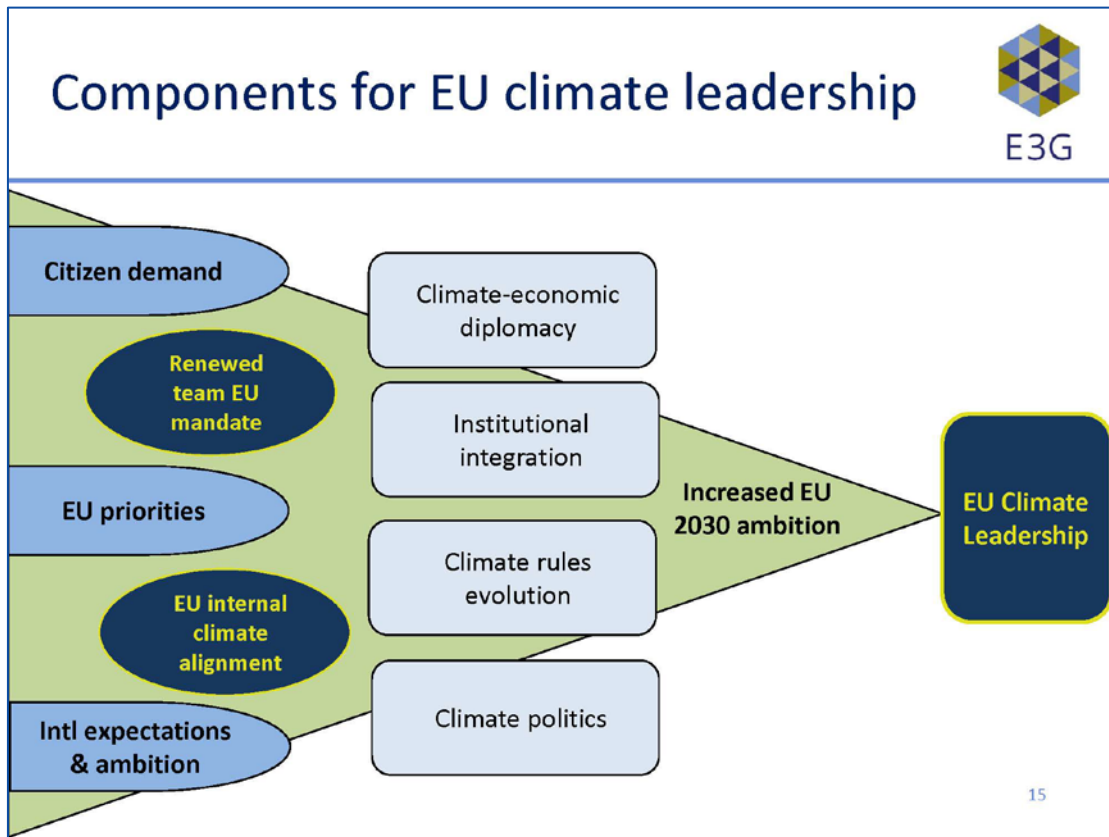 Components for EU climate leadership
E3G
Citizen demand
Renewed
team EU
mandate
EU priorities
EU internal
climate
alignment
Intl expectations
& ambition
Climate-economic
diplomacy
Institutional
integration
Climate rules
evolution
Climate politics
Increased EU
2030 ambition
EU Climate
Leadership
15